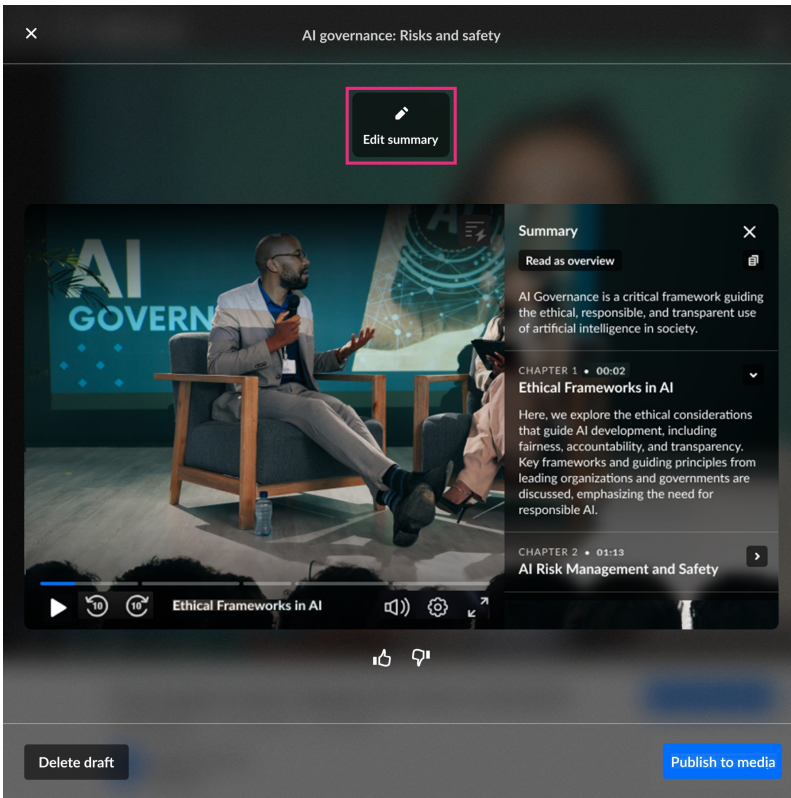 AI governance: Risks and safety
Edit summary
AI
GOVERN
Summary
Read as overview
AI Governance is a critical framework guiding
the ethical, responsible, and transparent use
of artificial intelligence in society.
CHAPTER 1 • 00:02
Ethical Frameworks in AI
Here, we explore the ethical considerations
that guide AI development, including
fairness, accountability, and transparency.
Key frameworks and guiding principles from
leading organizations and governments are
discussed, emphasizing the need for
responsible AI.
CHAPTER 2 • 01:13
AI Risk Management and Safety
10
10
Ethical Frameworks in AI
Delete draft
Publish to media